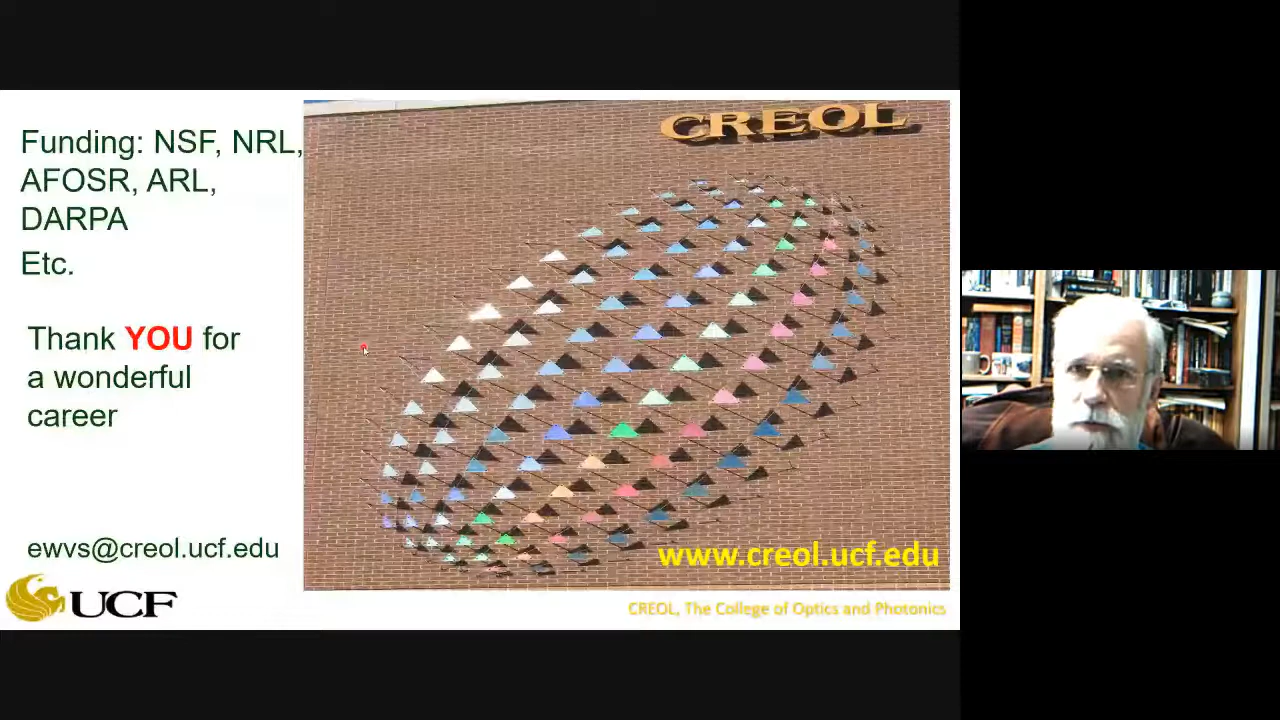 Funding: NSF, NRL,
AFOSR, ARL,
DARPA
Etc.
Thank YOU for
a wonderful
career
ewvs@creol.ucf.edu
UCF
CREOL
www.creol.ucf.edu
CREOL, The College of Optics and Photonics